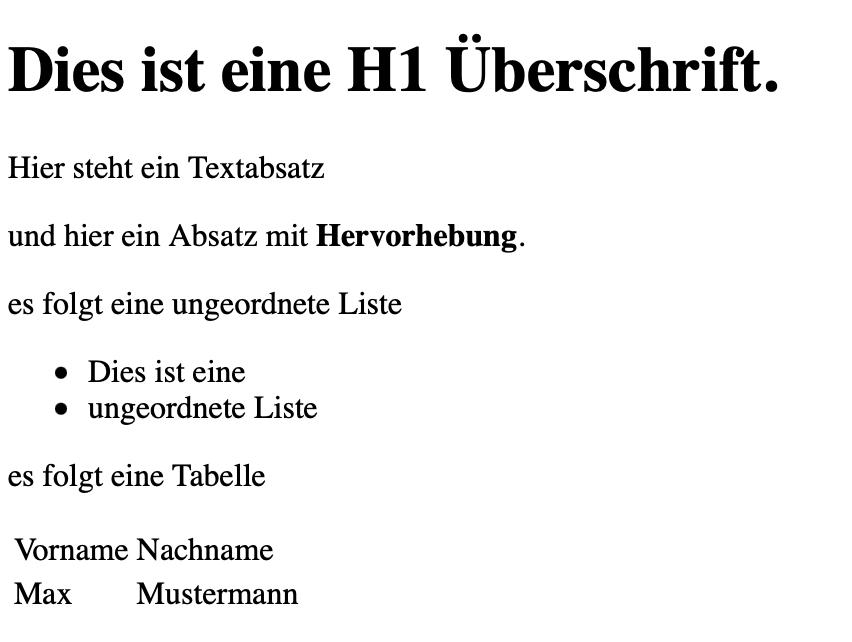 Dies ist eine H1 Überschrift.
Hier steht ein Textabsatz
und hier ein Absatz mit Hervorhebung.
es folgt eine ungeordnete Liste
• Dies ist eine
• ungeordnete Liste
es folgt eine Tabelle
Vorname Nachname
Max Mustermann